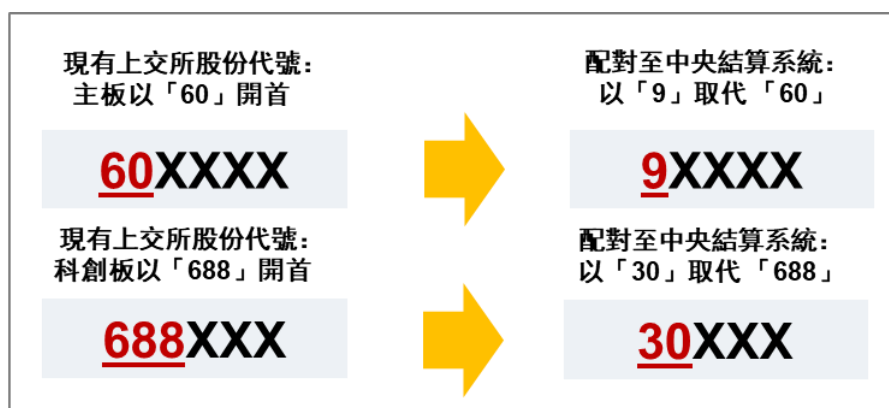 現有上交所股份代號：
主板以「60」開首
60XXXX
配對至中央結算系統：
以「9」取代「60」
9XXXX
現有上交所股份代號：
科創板以「688」開首
688XXX
配對至中央結算系統：
以「30」取代「688」
30XXX